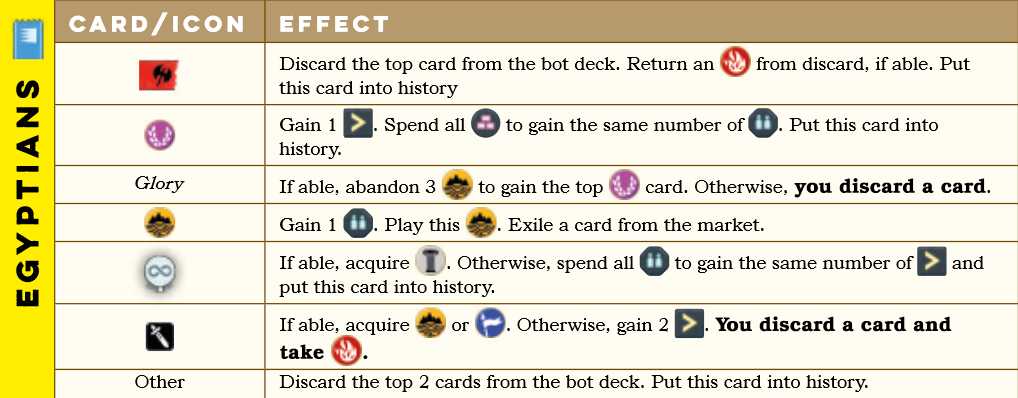 EGYPTIANS
CARD/ICON EFFECT
Discard the top card from the bot deck. Return an from discard, if able. Put
this card into history
Gain 1 . Spend all to gain the same number of . Put this card into
history.
Glory If able, abandon 3 to gain the top card. Otherwise, you discard a card.
Gain 1 . Play this . Exile a card from the market.
If able, acquire . Otherwise, spend all to gain the same number of and
put this card into history.
If able, acquire or . Otherwise, gain 2 . You discard a card and
take .
Other Discard the top 2 cards from the bot deck. Put this card into history.